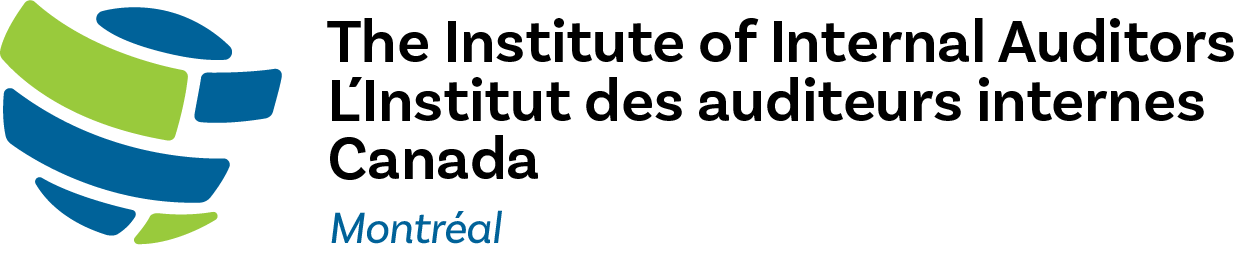 The Institute of Internal Auditors
L'Institut des auditeurs internes
Canada
Montréal